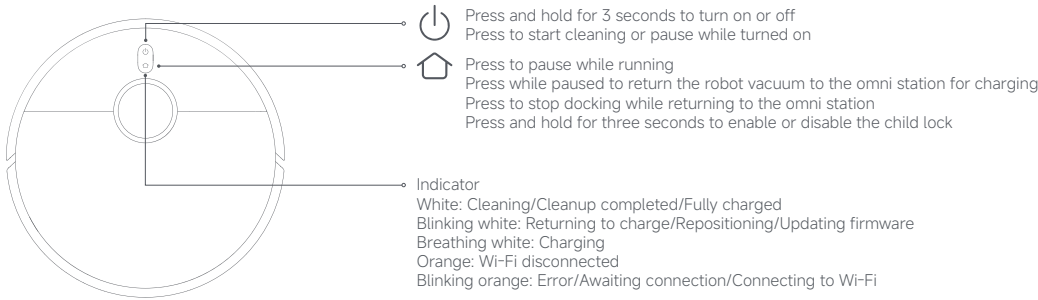 Press and hold for 3 seconds to turn on or off
Press to start cleaning or pause while turned on
Press to pause while running
Press while paused to return the robot vacuum to the omni station for charging
Press to stop docking while returning to the omni station
Press and hold for three seconds to enable or disable the child lock
Indicator
White: Cleaning/Cleanup completed/Fully charged
Blinking white: Returning to charge/Repositioning/Updating firmware
Breathing white: Charging
Orange: Wi-Fi disconnected
Blinking orange: Error/Awaiting connection/Connecting to Wi-Fi